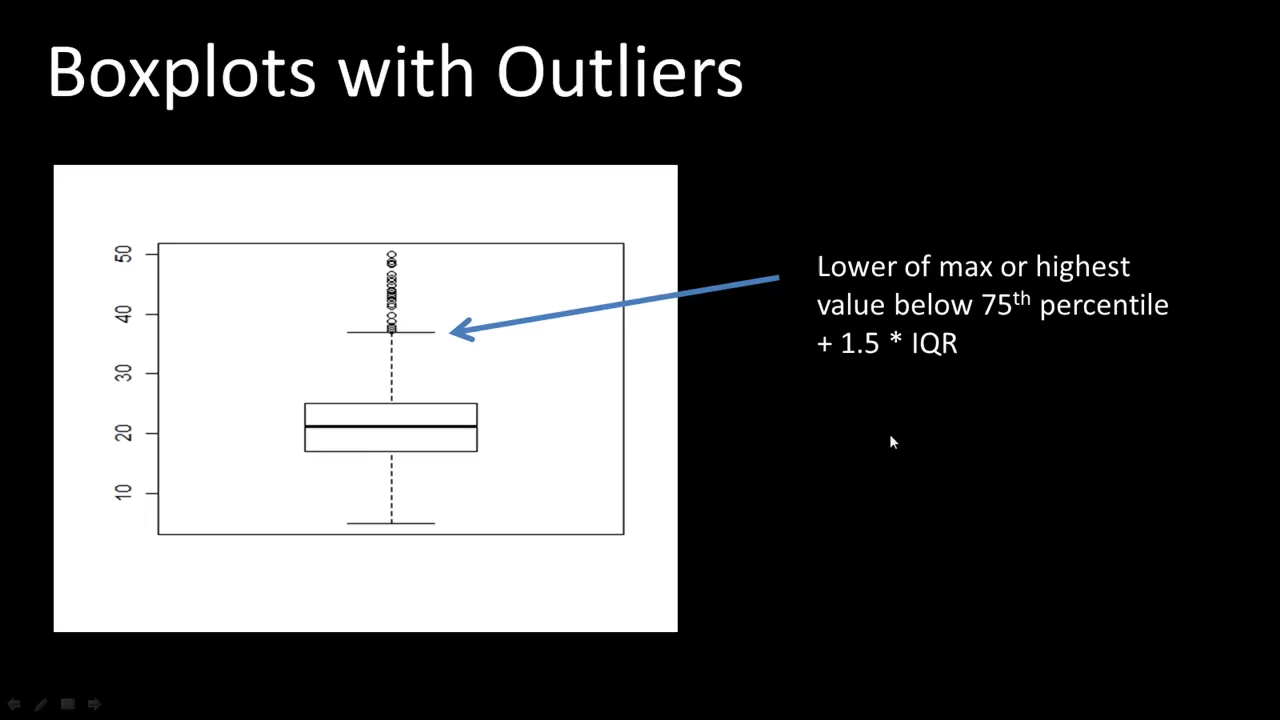 Boxplots with Outliers
50
40
30
20
10
Lower of max or highest
value below 75th percentile
+ 1.5 * IQR